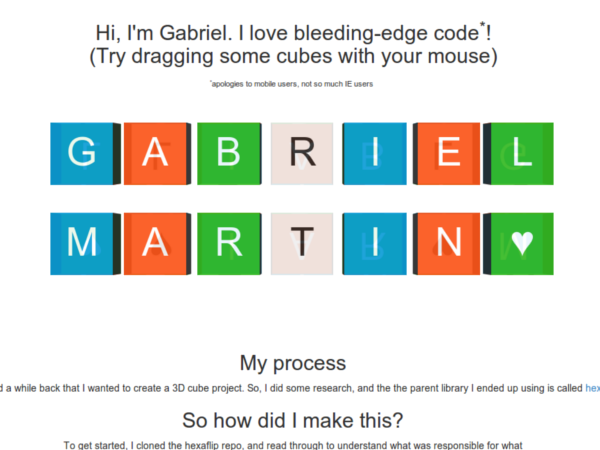 Hi, I'm Gabriel. I love bleeding-edge code*!
(Try dragging some cubes with your mouse)
*apologies to mobile users, not so much IE users
G A B R I E L
M A R T I N ♥
My process
d a while back that I wanted to create a 3D cube project. So, I did some research, and the the parent library I ended up using is called hex
So how did I make this?
To get started, I cloned the hexaflip repo, and read through to understand what was responsible for what